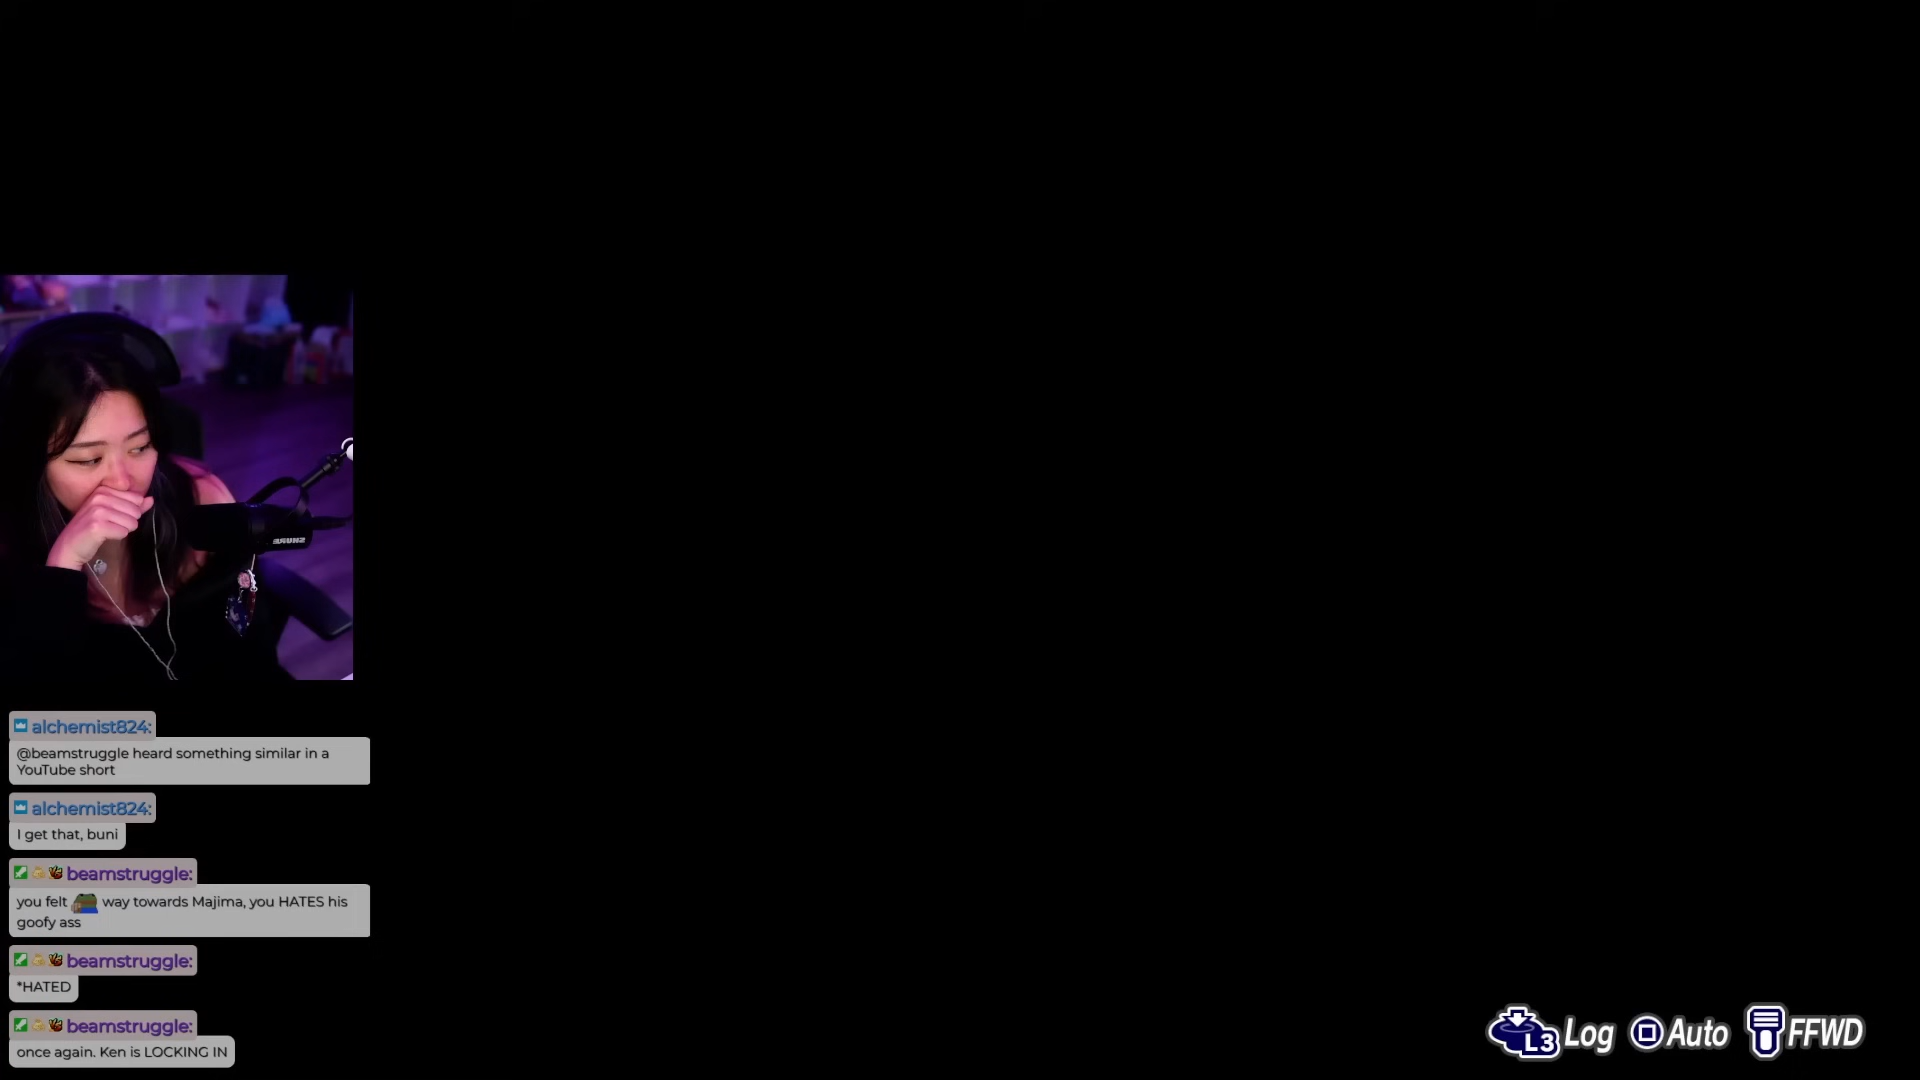 SHURE
alchemist824:
@beamstruggle heard something similar in a
YouTube short
alchemist824:
I get that, buni
beamstruggle:
you felt way towards Majima, you HATES his
goofy ass
beamstruggle:
*HATED
beamstruggle:
once again. Ken is LOCKING IN
L3 Log Auto FFWD